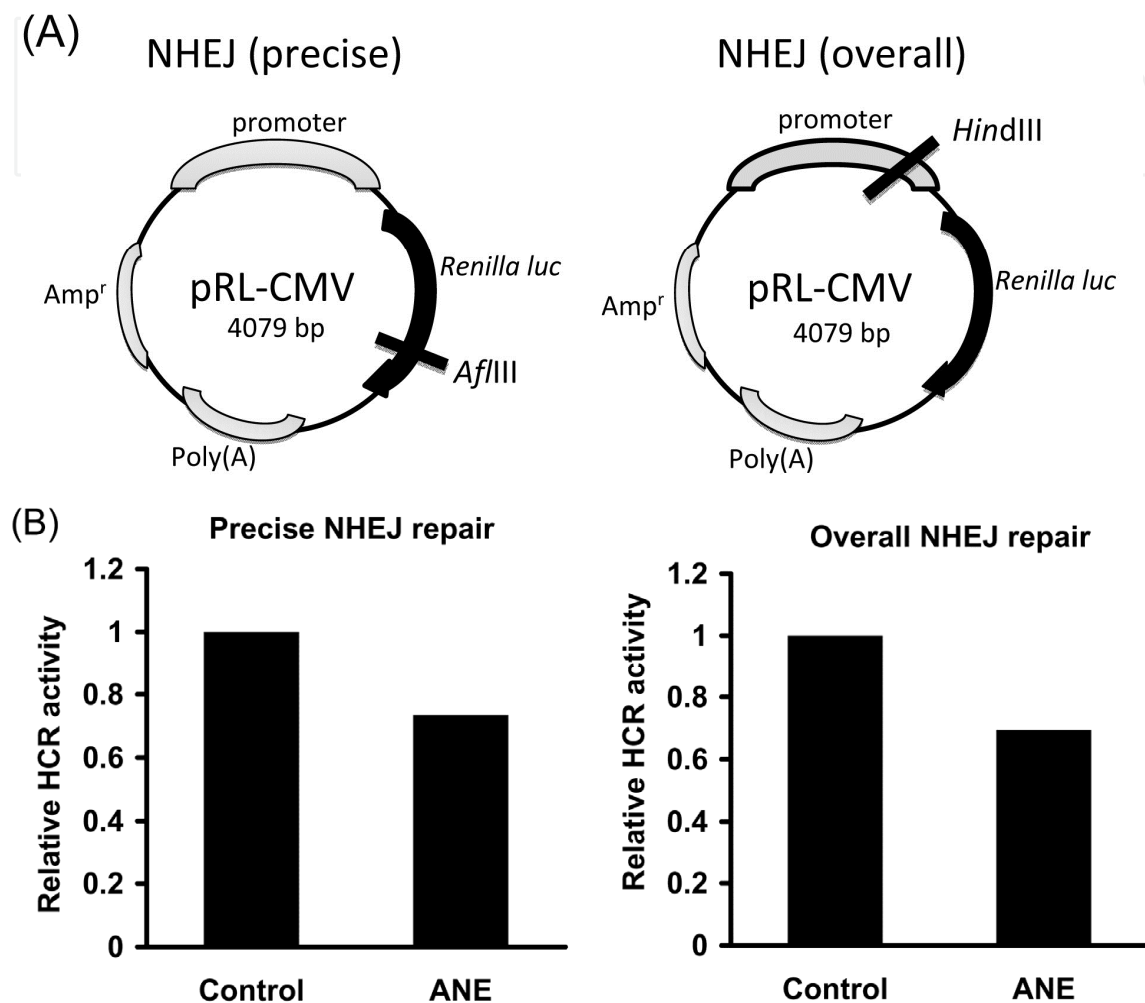 (A)
NHEJ (precise)
promoter
Renilla luc
pRL-CMV
4079 bp
Ampʳ
AflIII
Poly(A)
NHEJ (overall)
promoter
HindIII
Renilla luc
pRL-CMV
4079 bp
Ampʳ
Poly(A)
(B)
Precise NHEJ repair
Relative HCR activity
1.2
1
0.8
0.6
0.4
0.2
0
Control ANE
Overall NHEJ repair
Relative HCR activity
1.2
1
0.8
0.6
0.4
0.2
0
Control ANE